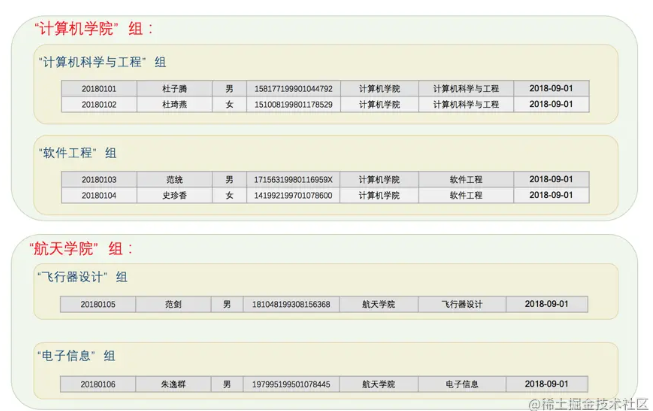 “计算机学院” 组：
“计算机科学与工程” 组
20180101 杜子腾 男 158177199901044792 计算机学院 计算机科学与工程 2018-09-01
20180102 杜琦燕 女 151008199801178529 计算机学院 计算机科学与工程 2018-09-01
“软件工程” 组
20180103 范统 男 17156319980116959X 计算机学院 软件工程 2018-09-01
20180104 史珍香 女 141992199701078600 计算机学院 软件工程 2018-09-01
“航天学院” 组：
“飞行器设计” 组
20180105 范剑 男 181048199308156368 航天学院 飞行器设计 2018-09-01
“电子信息” 组
20180106 朱逸群 男 197995199501078445 航天学院 电子信息 2018-09-01
@稀土掘金技术社区